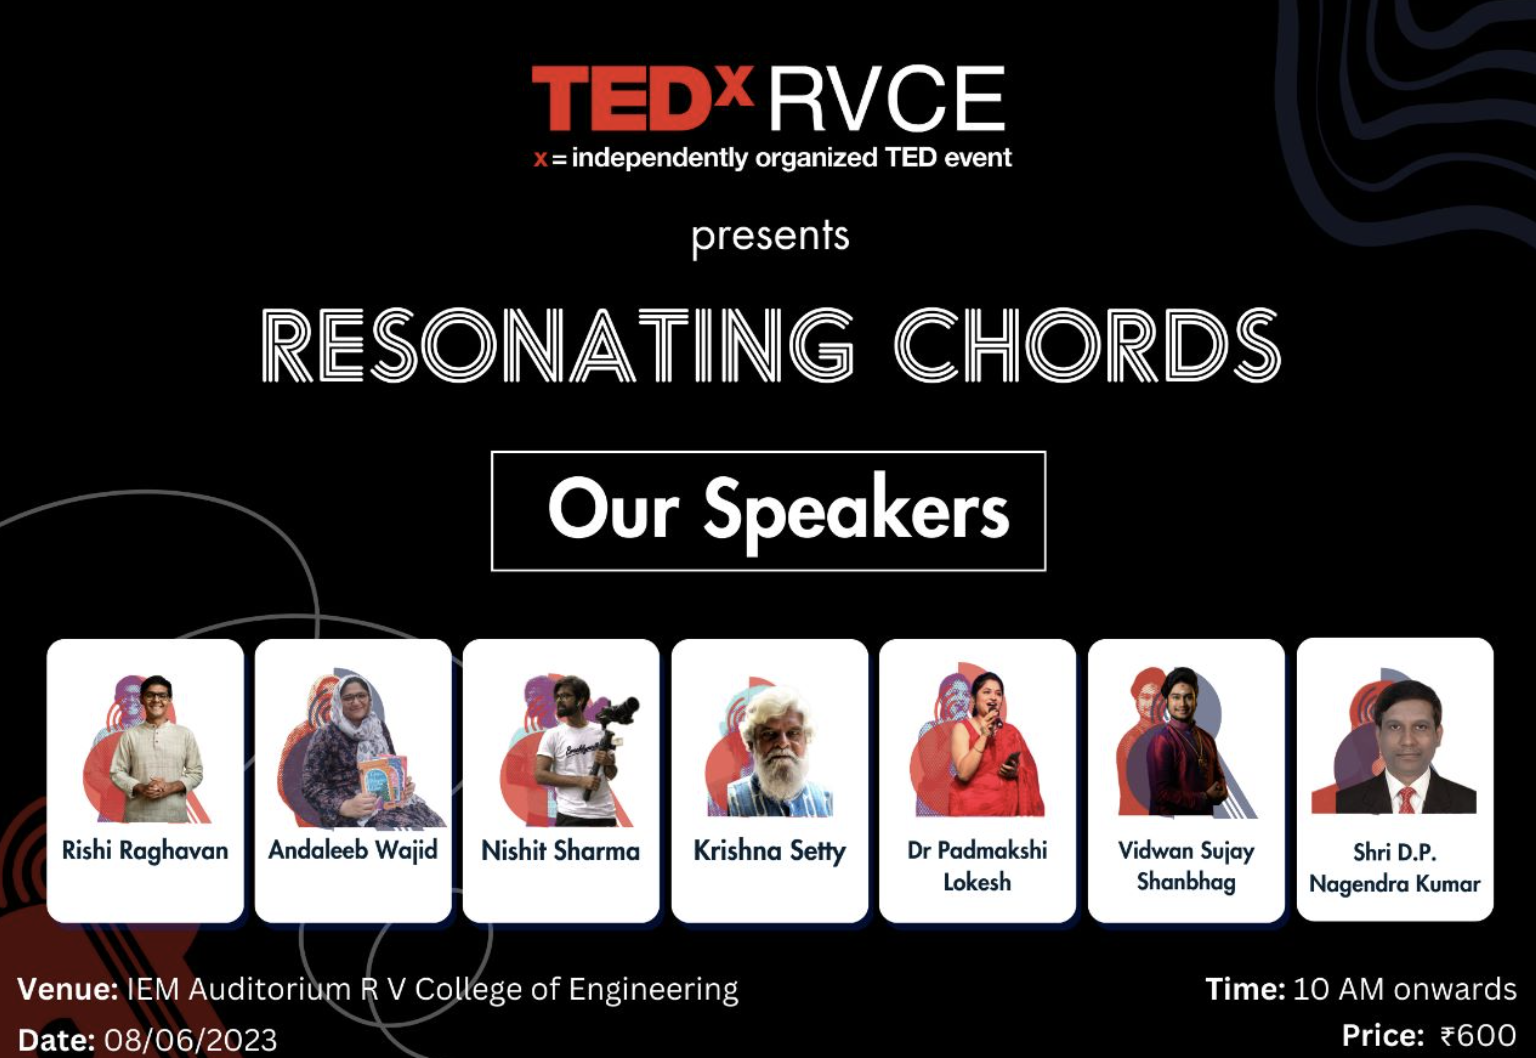 TEDx RVCE
x = independently organized TED event
presents
RESONATING CHORDS
Our Speakers
Rishi Raghavan
Andaleeb Wajid
Nishit Sharma
Krishna Setty
Dr Padmakshi
Lokesh
Vidwan Sujay
Shanbhag
Shri D.P.
Nagendra Kumar
Venue: IEM Auditorium R V College of Engineering
Date: 08/06/2023
Time: 10 AM onwards
Price: ₹600